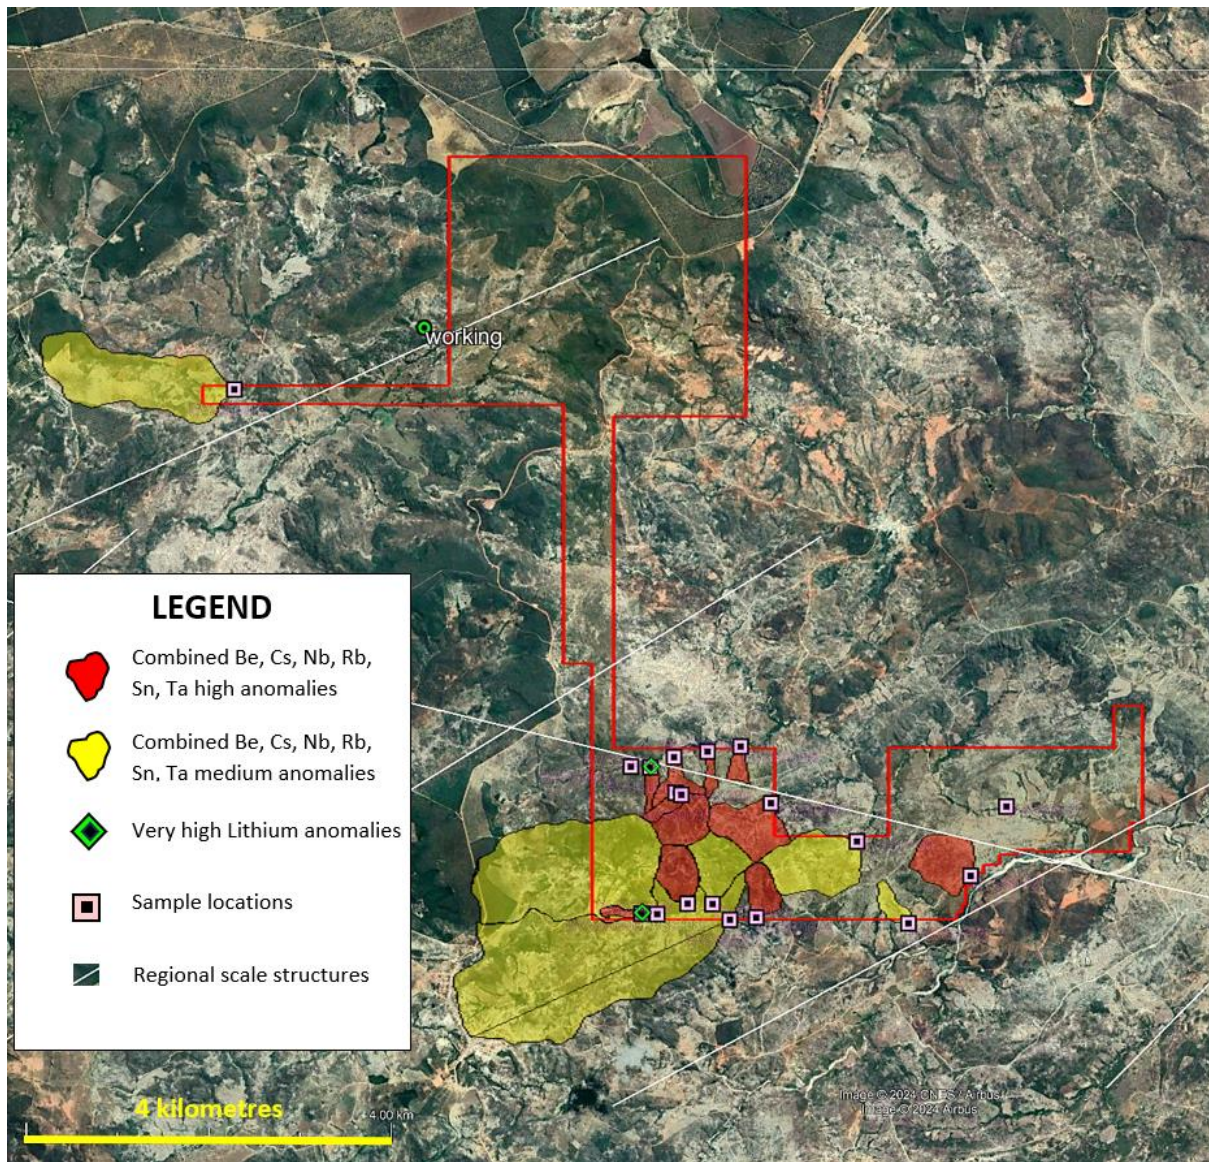 working
LEGEND
Combined Be, Cs, Nb, Rb,
Sn, Ta high anomalies
Combined Be, Cs, Nb, Rb,
Sn, Ta medium anomalies
Very high Lithium anomalies
Sample locations
Regional scale structures
4 kilometres
4.00 km
Image © 2024 CNES / Airbus
Image © 2024 Airbus